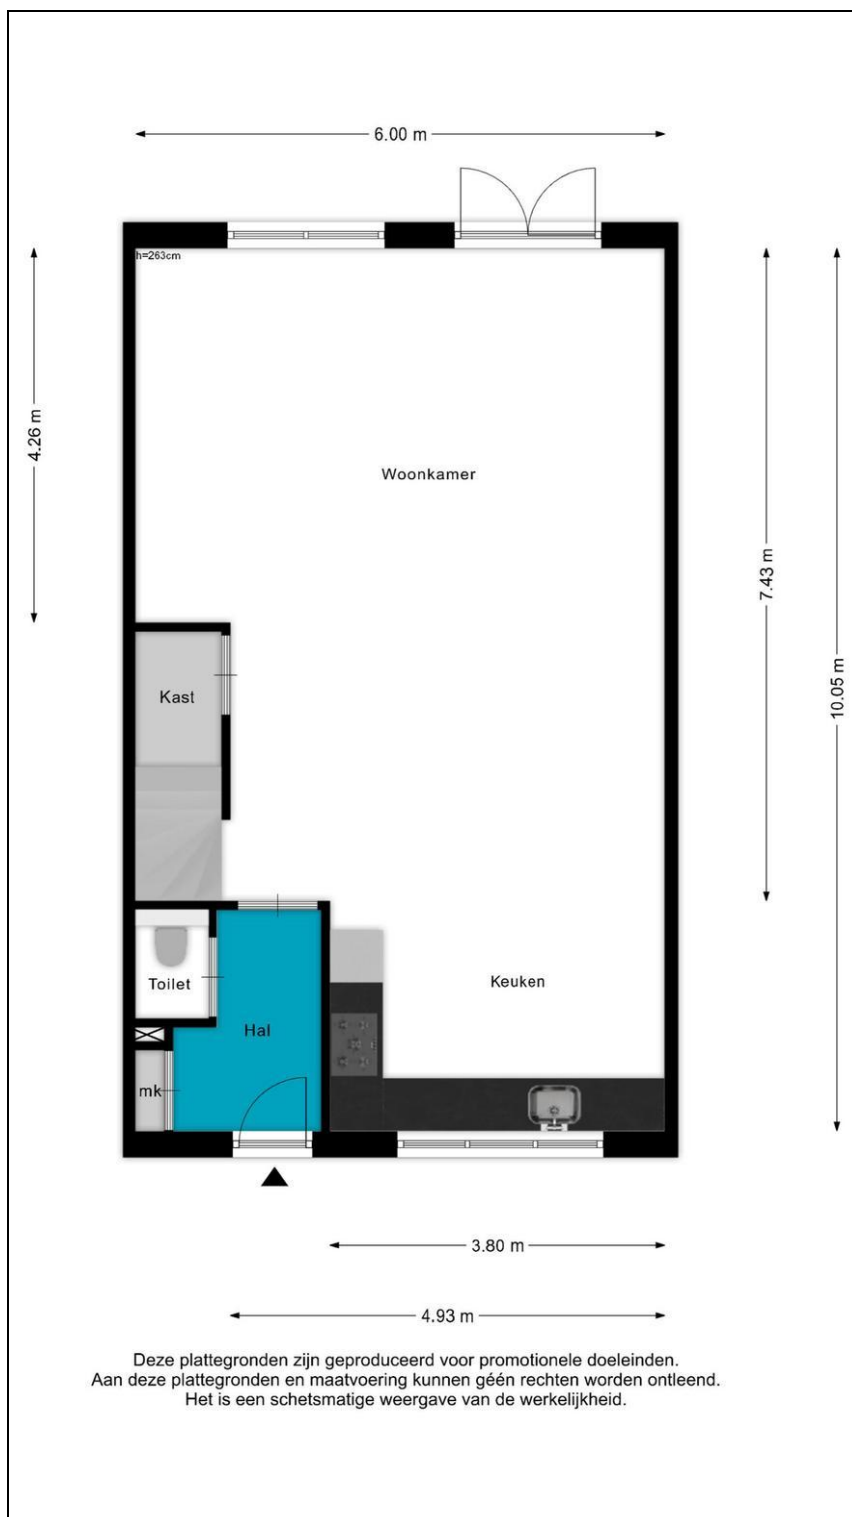 6.00 m
h=263cm
4.26 m
Woonkamer
7.43 m
10.05 m
Kast
Toilet
Keuken
Hal
mk
3.80 m
4.93 m
Deze plattegronden zijn geproduceerd voor promotionele doeleinden.
Aan deze plattegronden en maatvoering kunnen géén rechten worden ontleend.
Het is een schetsmatige weergave van de werkelijkheid.